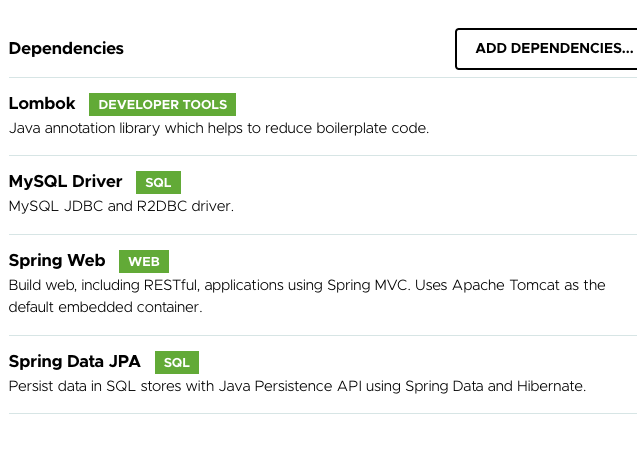 Dependencies ADD DEPENDENCIES...
Lombok DEVELOPER TOOLS
Java annotation library which helps to reduce boilerplate code.
MySQL Driver SQL
MySQL JDBC and R2DBC driver.
Spring Web WEB
Build web, including RESTful, applications using Spring MVC. Uses Apache Tomcat as the
default embedded container.
Spring Data JPA SQL
Persist data in SQL stores with Java Persistence API using Spring Data and Hibernate.